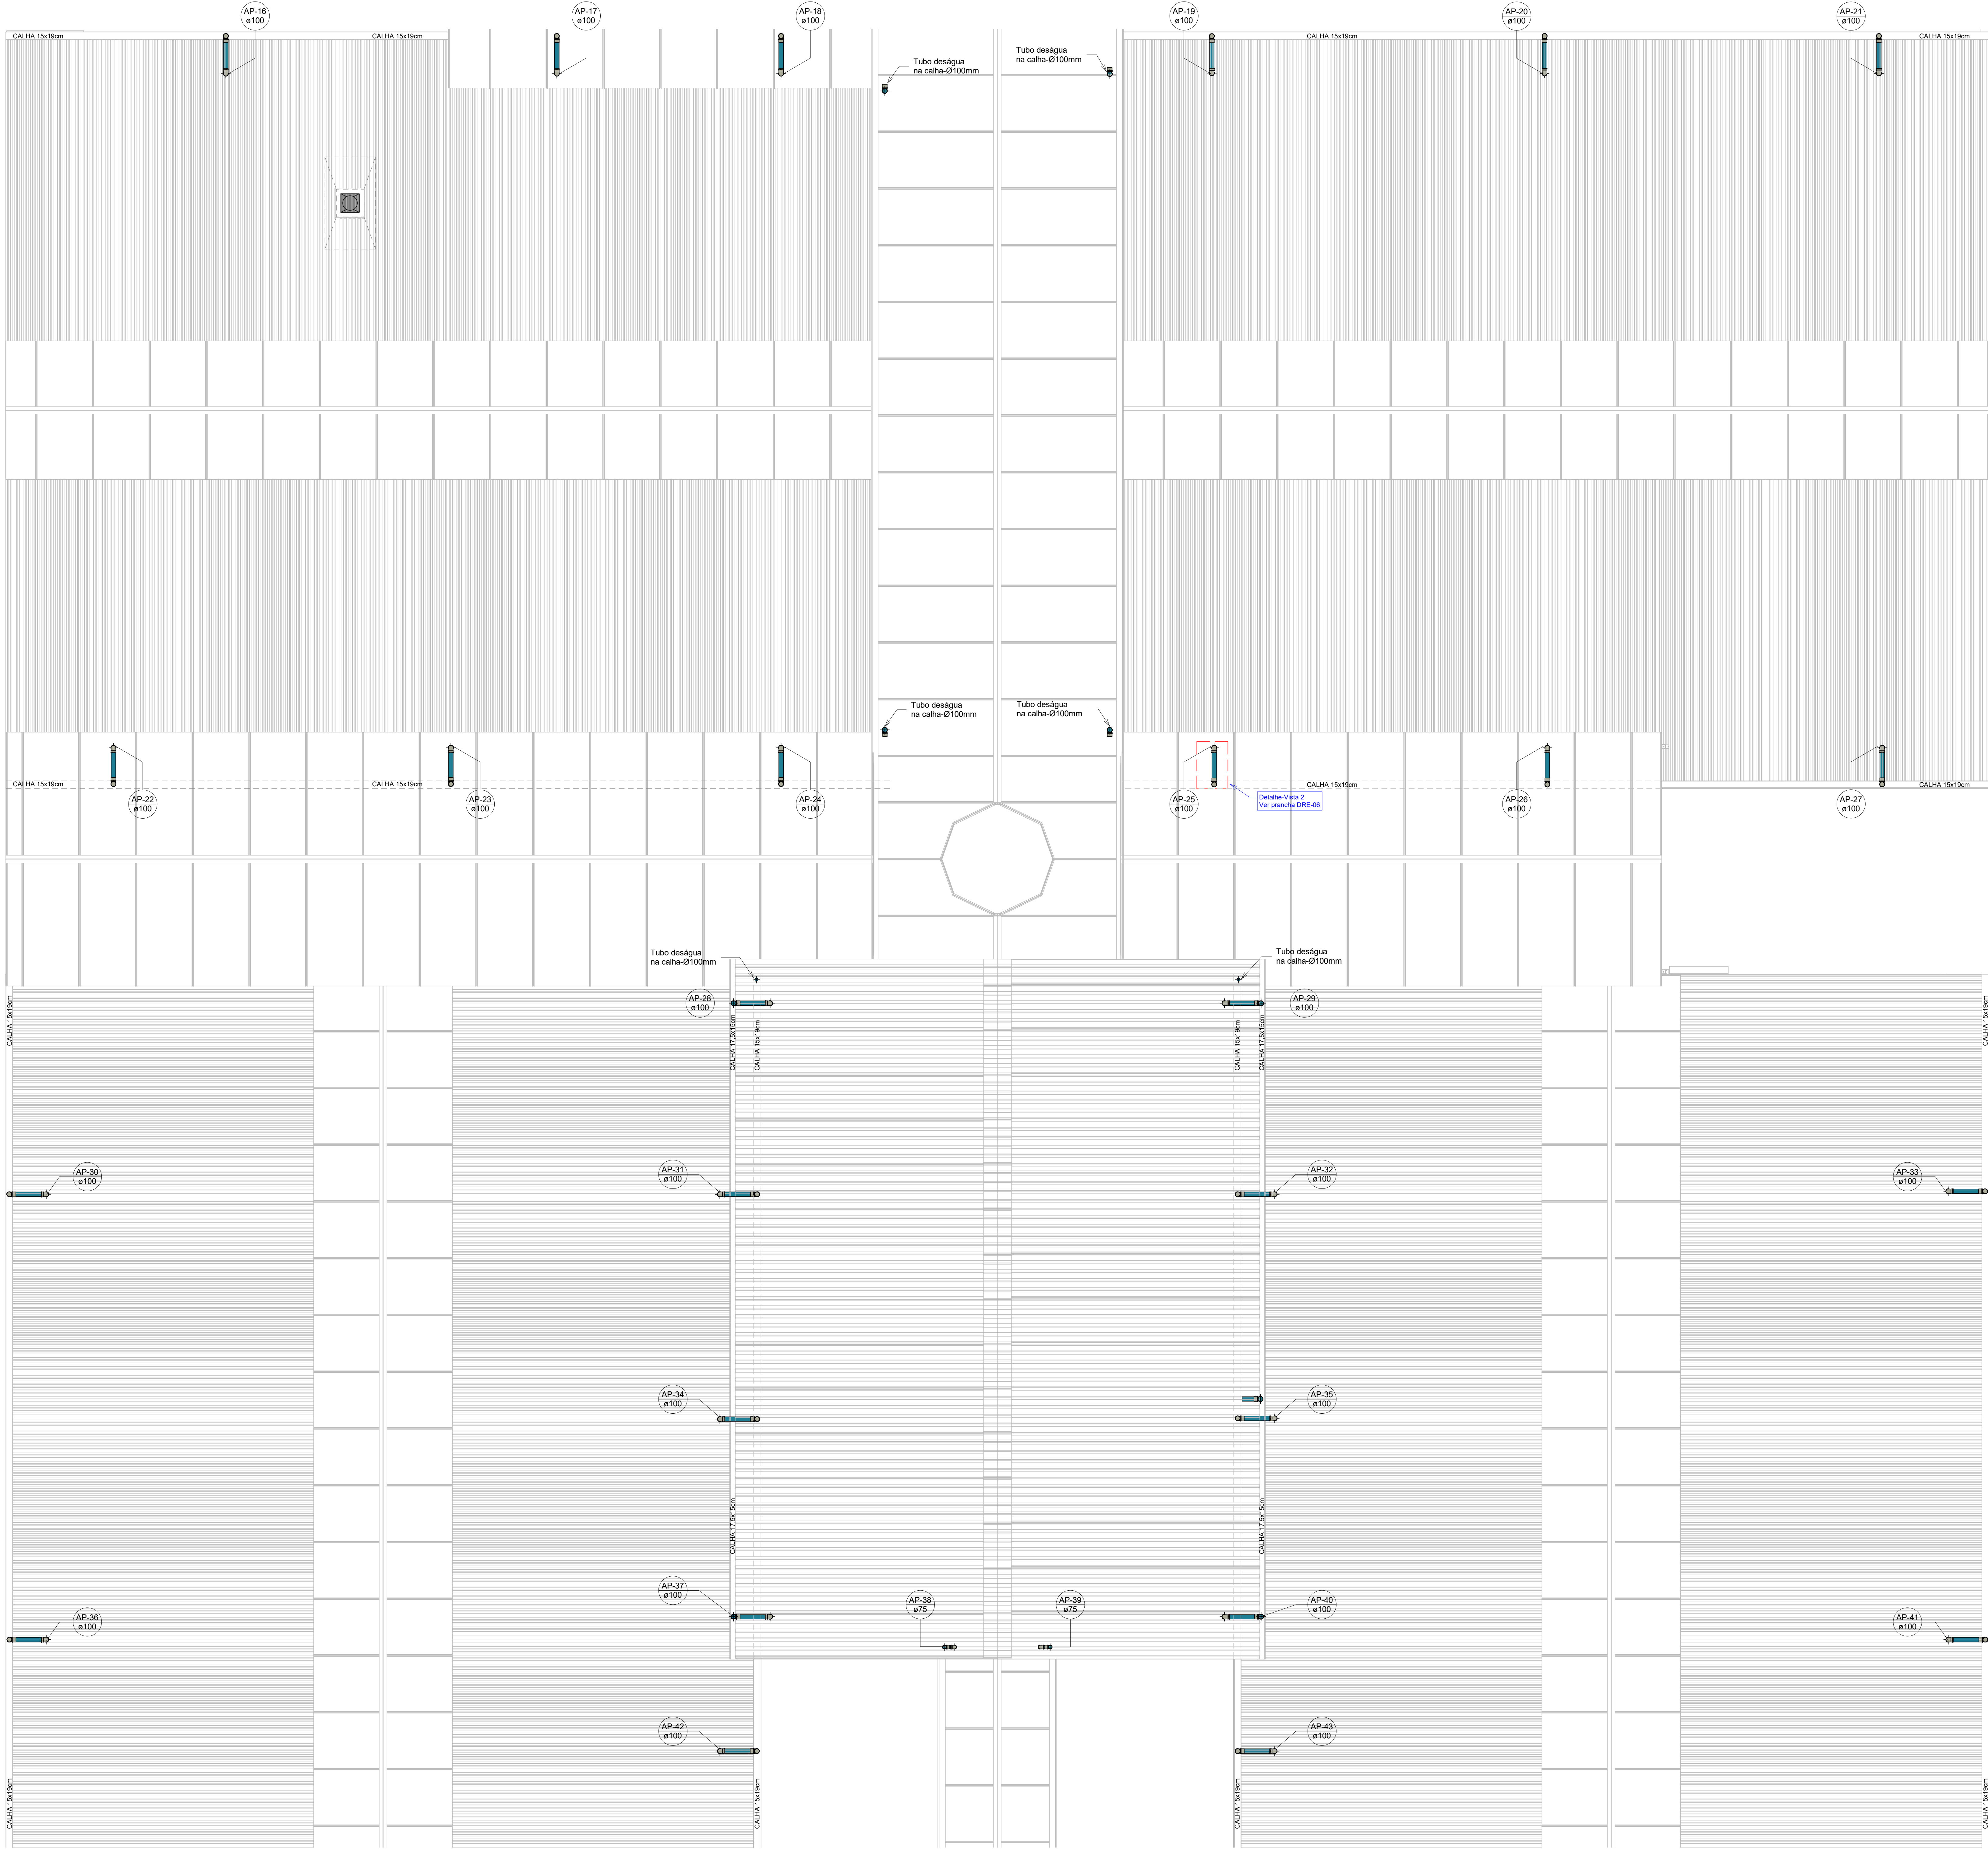 AP-16
ø100
AP-17
ø100
AP-18
ø100
AP-19
ø100
AP-20
ø100
AP-21
ø100
CALHA 15x19cm
CALHA 15x19cm
CALHA 15x19cm
CALHA 15x19cm
Tubo deságua
na calha-Ø100mm
Tubo deságua
na calha-Ø100mm
Tubo deságua
na calha-Ø100mm
Tubo deságua
na calha-Ø100mm
CALHA 15x19cm
CALHA 15x19cm
CALHA 15x19cm
CALHA 15x19cm
AP-22
ø100
AP-23
ø100
AP-24
ø100
AP-25
ø100
Detalhe-Vista 2
Ver prancha DRE-06
AP-26
ø100
AP-27
ø100
Tubo deságua
na calha-Ø100mm
Tubo deságua
na calha-Ø100mm
AP-28
ø100
AP-29
ø100
CALHA 15x19cm
CALHA 17,5x15cm
CALHA 15x19cm
CALHA 15x19cm
CALHA 17,5x15cm
CALHA 15x19cm
AP-30
ø100
AP-31
ø100
AP-32
ø100
AP-33
ø100
AP-34
ø100
AP-35
ø100
CALHA 17,5x15cm
CALHA 17,5x15cm
AP-36
ø100
AP-37
ø100
AP-38
ø75
AP-39
ø75
AP-40
ø100
AP-41
ø100
AP-42
ø100
AP-43
ø100
CALHA 15x19cm
CALHA 15x19cm
CALHA 15x19cm
CALHA 15x19cm